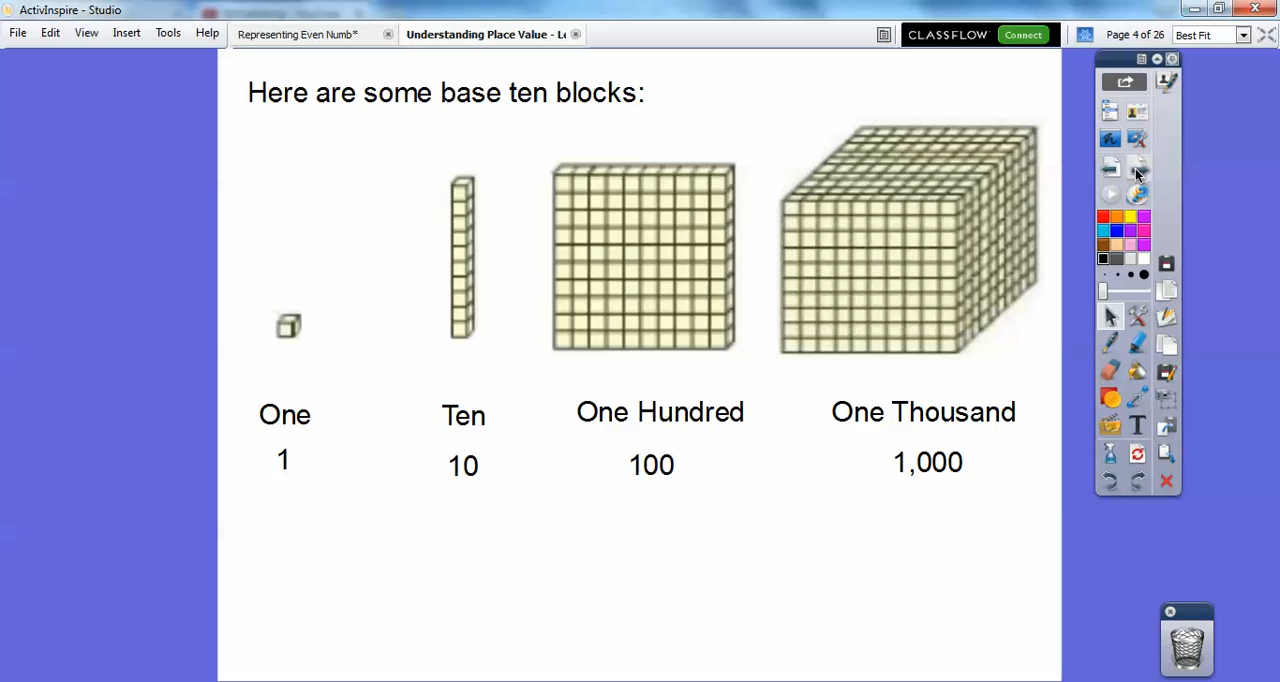 ActivInspire - Studio
File Edit View Insert Tools Help
Representing Even Numb*
Understanding Place Value - Le
CLASSFLOW Connect
Page 4 of 26
Best Fit
Here are some base ten blocks:
One Ten One Hundred One Thousand
1 10 100 1,000
T